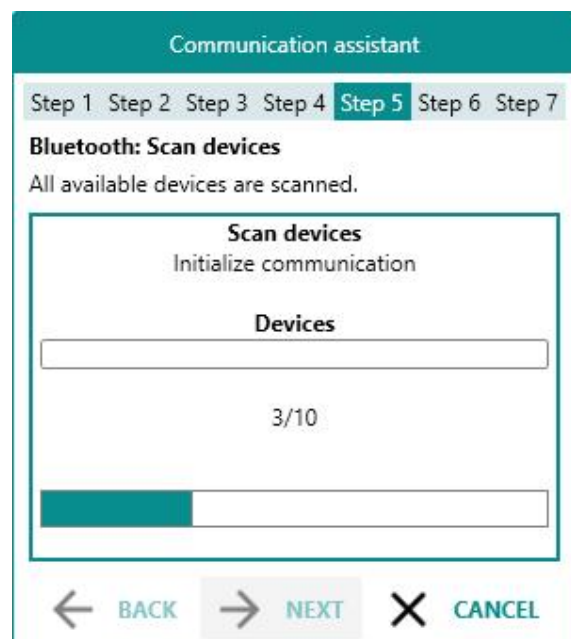 Communication assistant
Step 1 Step 2 Step 3 Step 4 Step 5 Step 6 Step 7
Bluetooth: Scan devices
All available devices are scanned.
Scan devices
Initialize communication
Devices
3/10
BACK NEXT CANCEL